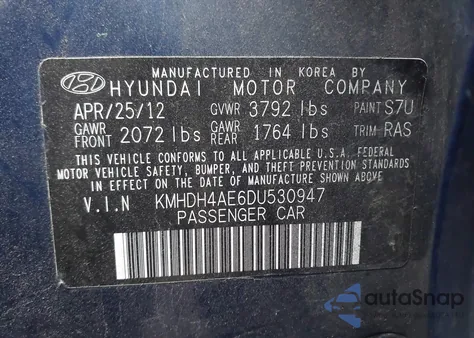 MANUFACTURED IN KOREA BY
HYUNDAI MOTOR COMPANY
APR/25/12 GVWR 3792 lbs PAINT S7U
GAWR FRONT 2072 lbs GAWR REAR 1764 lbs TRIM RAS
THIS VEHICLE CONFORMS TO ALL APPLICABLE U.S.A. FEDERAL
MOTOR VEHICLE SAFETY, BUMPER, AND THEFT PREVENTION STANDARDS
IN EFFECT ON THE DATE OF MANUFACTURE SHOWN ABOVE.
V.I.N KMHDH4AE6DU530947
PASSENGER CAR
autoSnap